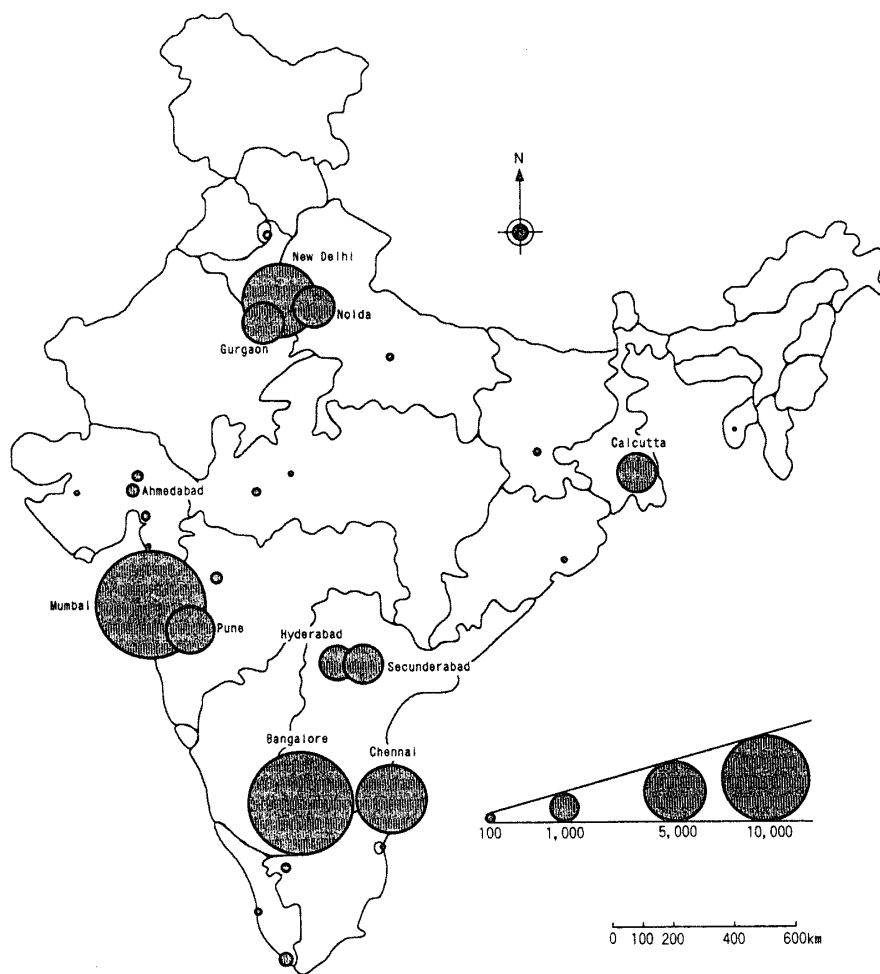 N
New Delhi
Noida
Gurgaon
Calcutta
Ahmedabad
Mumbai
Pune
Hyderabad
Secunderabad
Bangalore
Chennai
100
1,000
5,000
10,000
0 100 200 400 600km